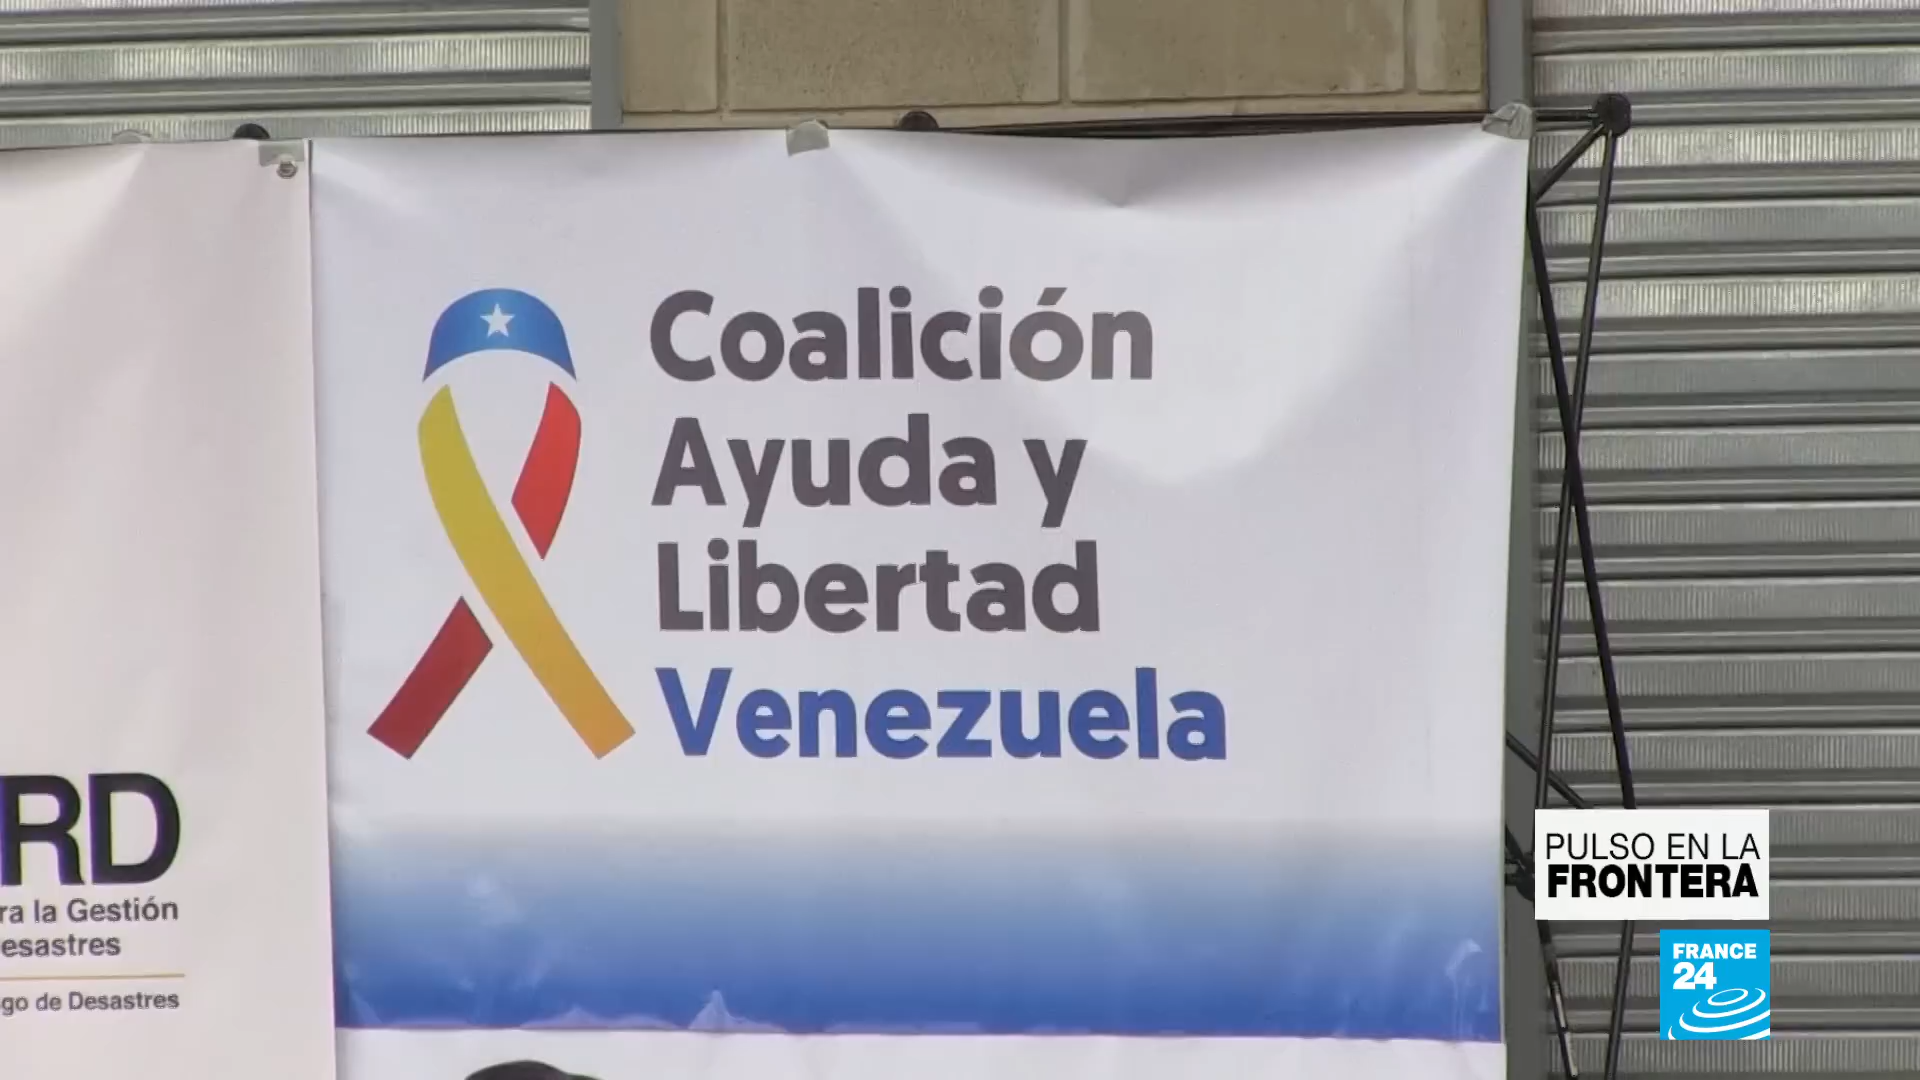 Coalición
Ayuda y
Libertad
Venezuela
RD
ra la Gestión
esastres
go de Desastres
PULSO EN LA
FRONTERA
FRANCE
24